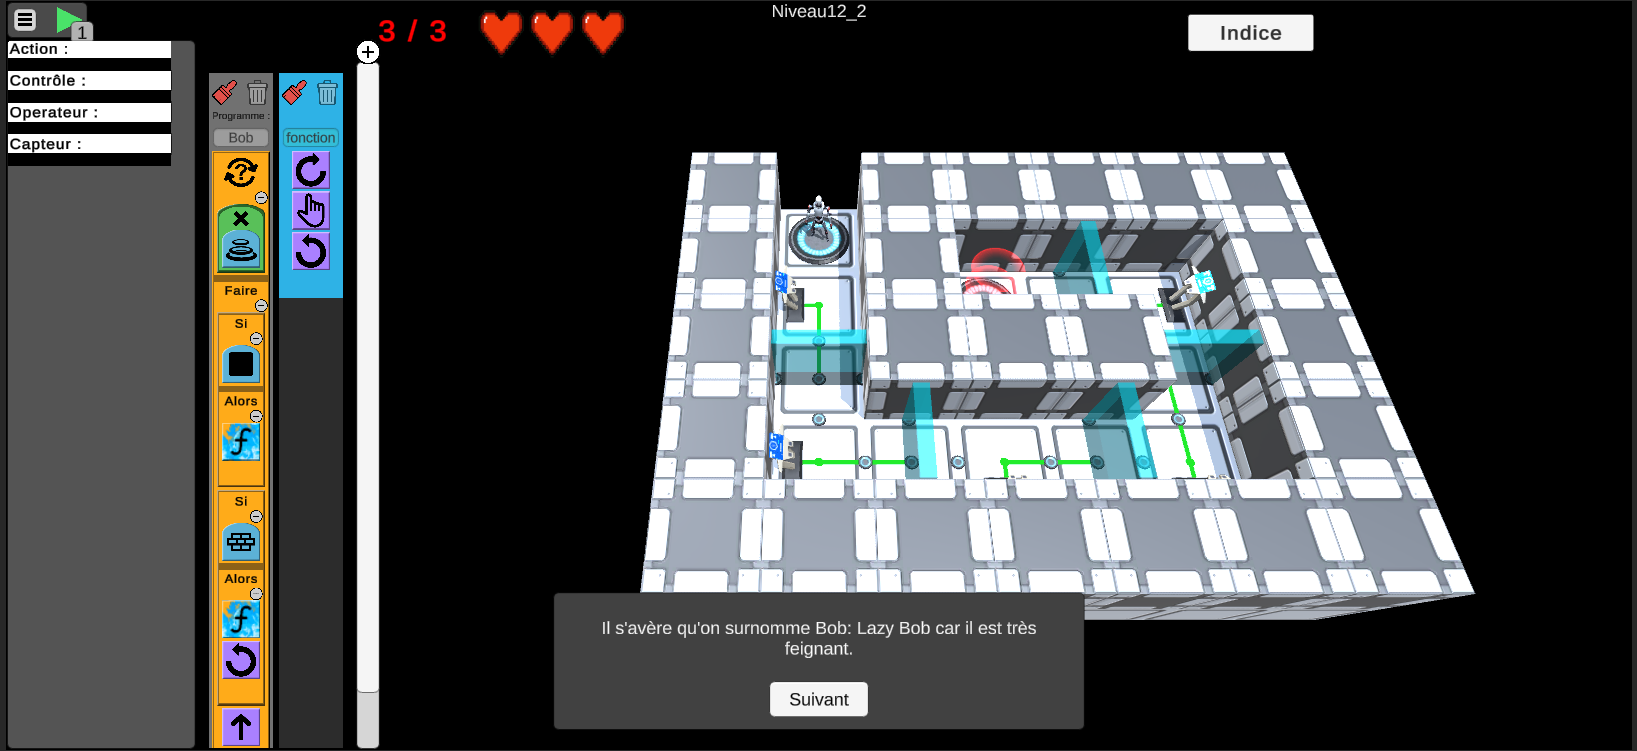 Niveau12_2
1
3 / 3
Indice
Action :
Contrôle :
Operateur :
Capteur :
Programme :
Bob
fonction
Faire
Si
Alors
Si
Alors
Il s'avère qu'on surnomme Bob: Lazy Bob car il est très
feignant.
Suivant